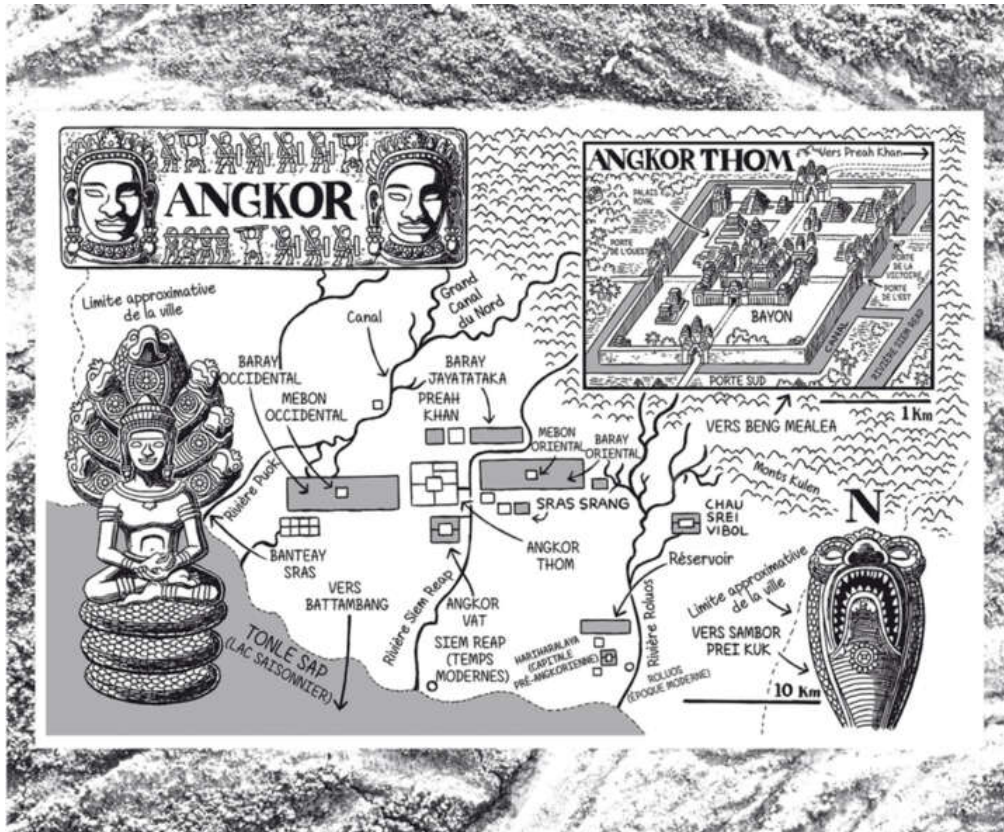 ANGKOR
ANGKOR THOM
Vers Preah Khan
PALAIS
ROYAL
PORTE
DE L'OUEST
PORTE
DE LA
VICTOIRE
PORTE
DE L'EST
BAYON
CANAL
RIVIÈRE SIEM REAP
PORTE SUD
1 Km
VERS BENG MEALEA
Limite approximative
de la ville
Canal
Grand
Canal
du Nord
BARAY
OCCIDENTAL
MEBON
OCCIDENTAL
BARAY
JAYATATAKA
PREAH
KHAN
MEBON
ORIENTAL
BARAY
ORIENTAL
Monts Kulen
Rivière Puok
SRAS SRANG
CHAU
SREI
VIBOL
N
BANTEAY
SRAS
ANGKOR
THOM
Réservoir
VERS
BATTAMBANG
Rivière Siem Reap
ANGKOR
VAT
SIEM REAP
(TEMPS
MODERNES)
Rivière Roluos
Limite approximative
de la ville
VERS SAMBOR
PREI KUK
TONLE SAP
(LAC SAISONNIER)
HARIHARALAYA
(CAPITALE
PRÉ-ANGKORIENNE)
ROLUOS
(ÉPOQUE MODERNE)
10 Km